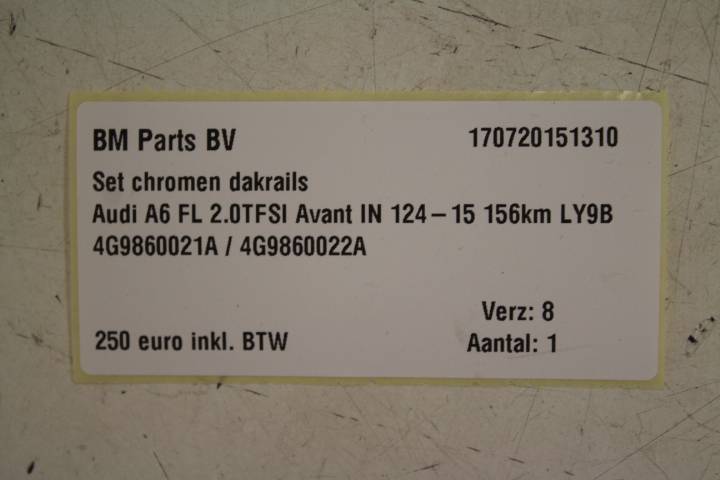 BM Parts BV 170720151310
Set chromen dakrails
Audi A6 FL 2.0TFSI Avant IN 124 – 15 156km LY9B
4G9860021A / 4G9860022A
Verz: 8
250 euro inkl. BTW Aantal: 1